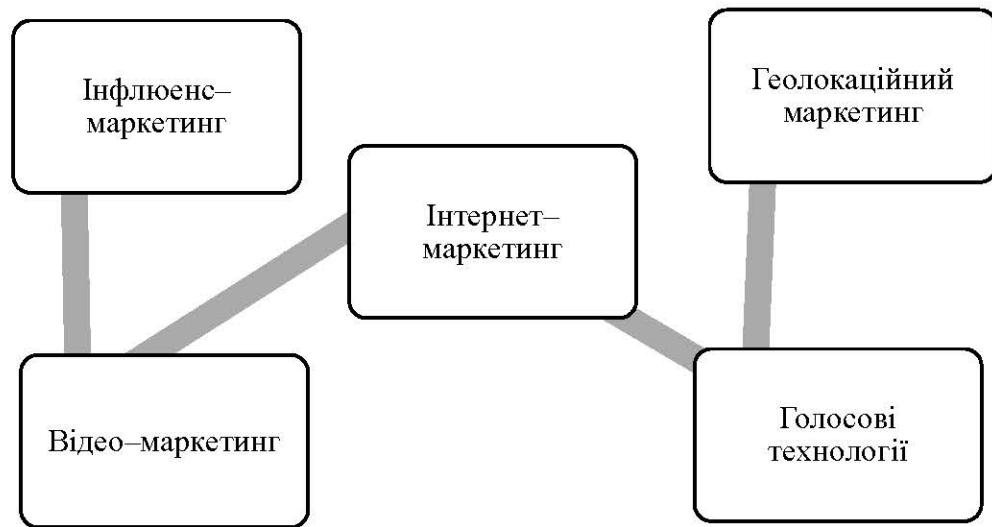 Інфлюенс–
маркетинг
Геолокаційний
маркетинг
Інтернет–
маркетинг
Відео–маркетинг
Голосові
технології